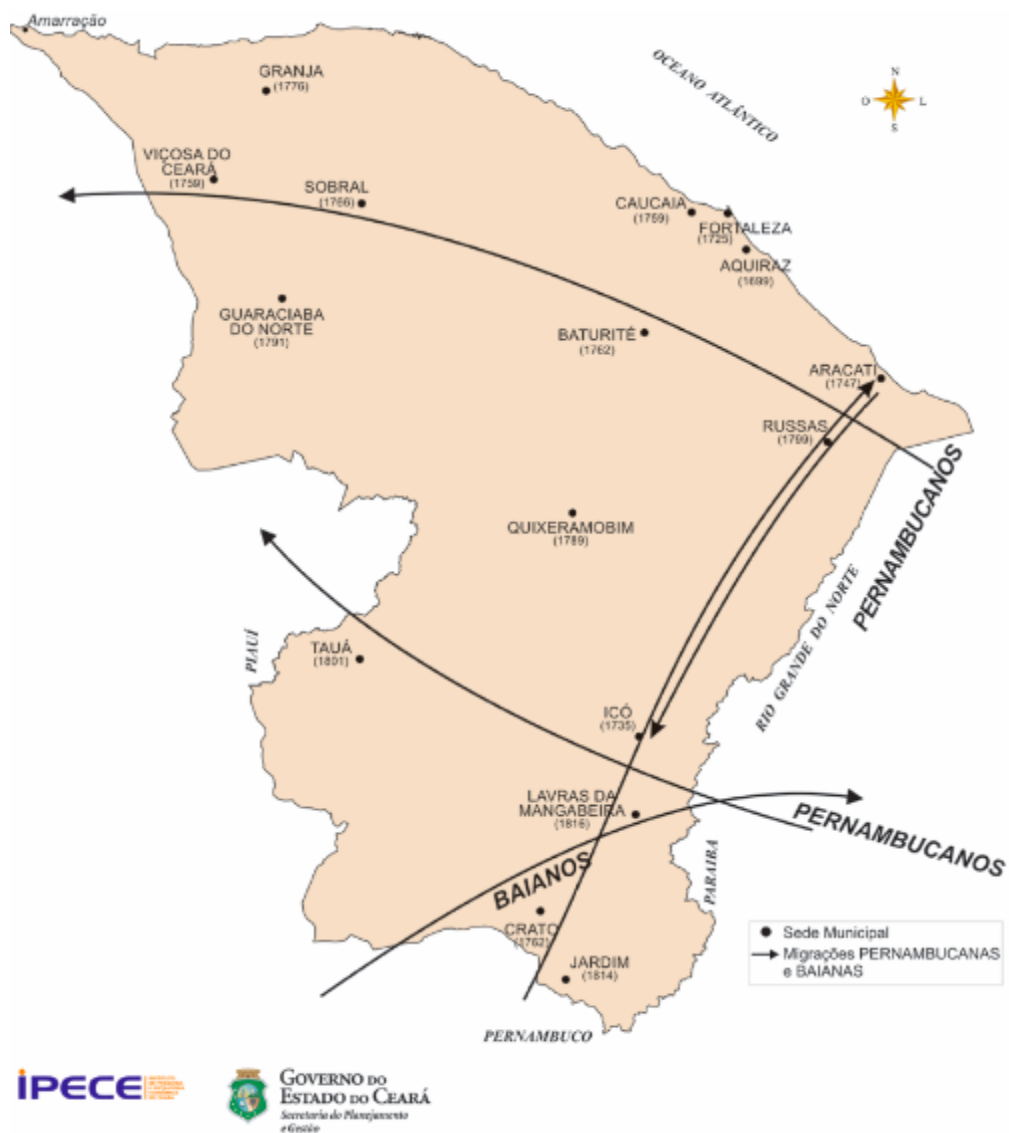 Amarração
GRANJA
(1776)
OCEANO ATLÂNTICO
N
O
L
S
VIÇOSA DO
CEARÁ
(1759)
SOBRAL
(1766)
CAUCAIA
(1759)
FORTALEZA
(1725)
AQUIRAZ
(1699)
GUARACIABA
DO NORTE
(1791)
BATURITÉ
(1762)
ARACATI
(1747)
RUSSAS
(1799)
PERNAMBUCANOS
QUIXERAMOBIM
(1789)
RIO GRANDE DO NORTE
PIAUÍ
TAUÁ
(1801)
ICÓ
(1735)
LAVRAS DA
MANGABEIRA
(1816)
PERNAMBUCANOS
BAIANOS
PARAIBA
CRATO
(1762)
JARDIM
(1814)
Sede Municipal
Migrações PERNAMBUCANAS
e BAIANAS
PERNAMBUCO
IPECE
GOVERNO DO
ESTADO DO CEARÁ
Secretaria do Planejamento
e Gestão